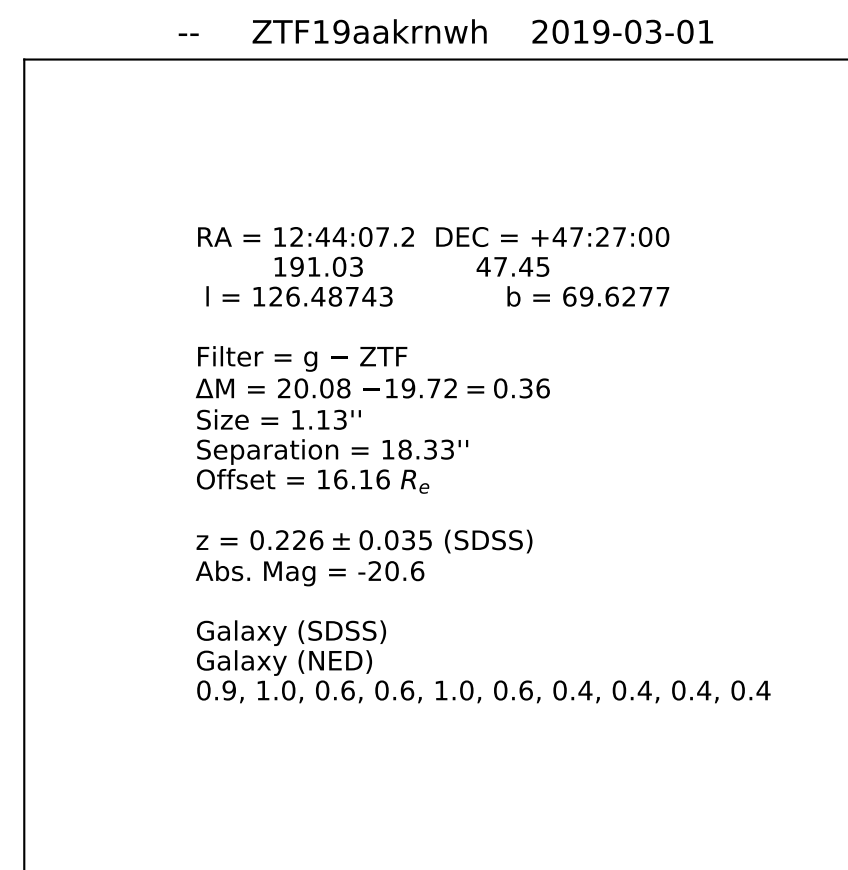 -- ZTF19aakrnwh 2019-03-01
RA = 12:44:07.2 DEC = +47:27:00
191.03 47.45
l = 126.48743 b = 69.6277
Filter = g − ZTF
ΔM = 20.08 −19.72 = 0.36
Size = 1.13''
Separation = 18.33''
Offset = 16.16 Re
z = 0.226 ± 0.035 (SDSS)
Abs. Mag = -20.6
Galaxy (SDSS)
Galaxy (NED)
0.9, 1.0, 0.6, 0.6, 1.0, 0.6, 0.4, 0.4, 0.4, 0.4